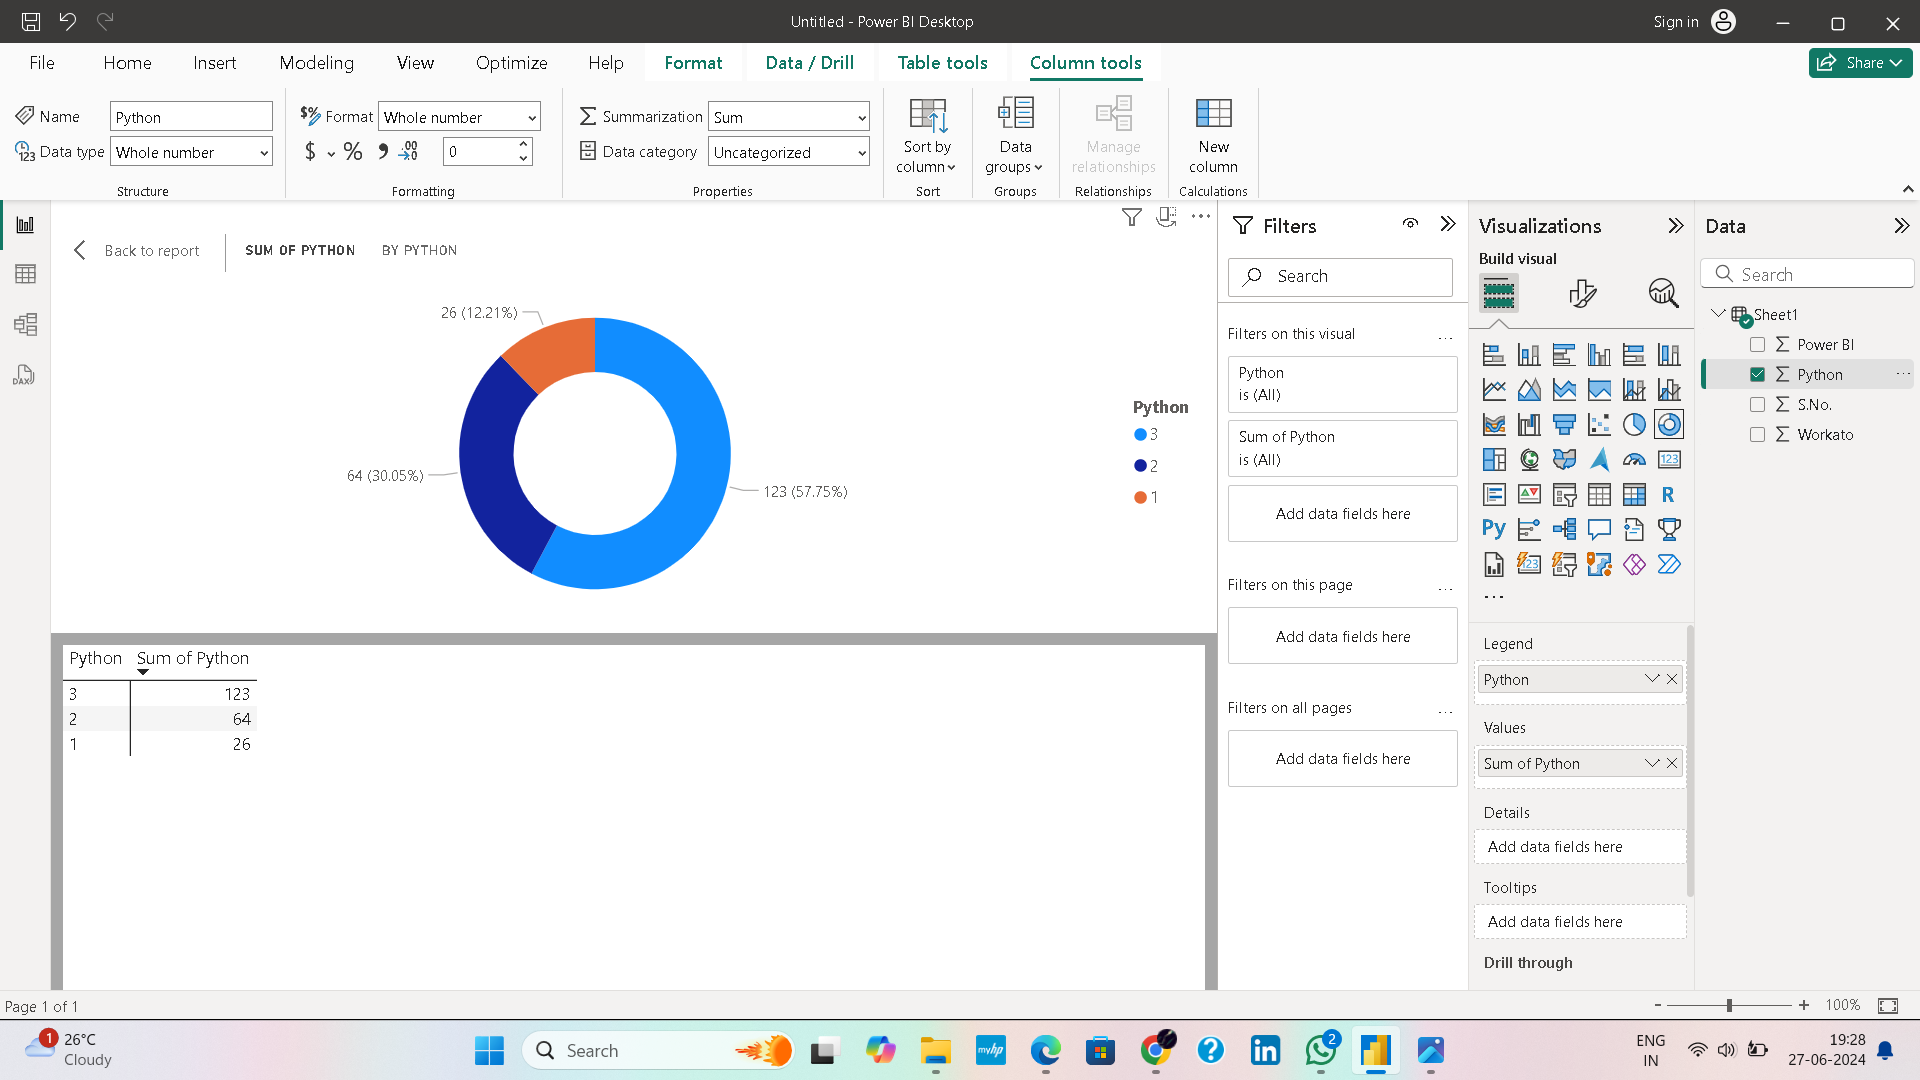 Untitled - Power BI Desktop
Sign in
File Home Insert Modeling View Optimize Help Format Data / Drill Table tools Column tools
Share
Name Python
Data type Whole number
Structure
Format Whole number
$ % 0
Formatting
Summarization Sum
Data category Uncategorized
Properties
Sort by
column
Sort
Data
groups
Groups
Manage
relationships
Relationships
New
column
Calculations
Back to report
SUM OF PYTHON
BY PYTHON
26 (12.21%)
64 (30.05%)
123 (57.75%)
Python
3
2
1
Python Sum of Python
3 123
2 64
1 26
Filters
Search
Filters on this visual
Python
is (All)
Sum of Python
is (All)
Add data fields here
Filters on this page
Add data fields here
Filters on all pages
Add data fields here
Visualizations
Build visual
123
R
Py
123
Legend
Python
Values
Sum of Python
Details
Add data fields here
Tooltips
Add data fields here
Drill through
Data
Search
Sheet1
Power BI
Python
S.No.
Workato
DAX
Page 1 of 1
- + 100%
1
26°C
Cloudy
Search
myhp
2
ENG
IN
19:28
27-06-2024